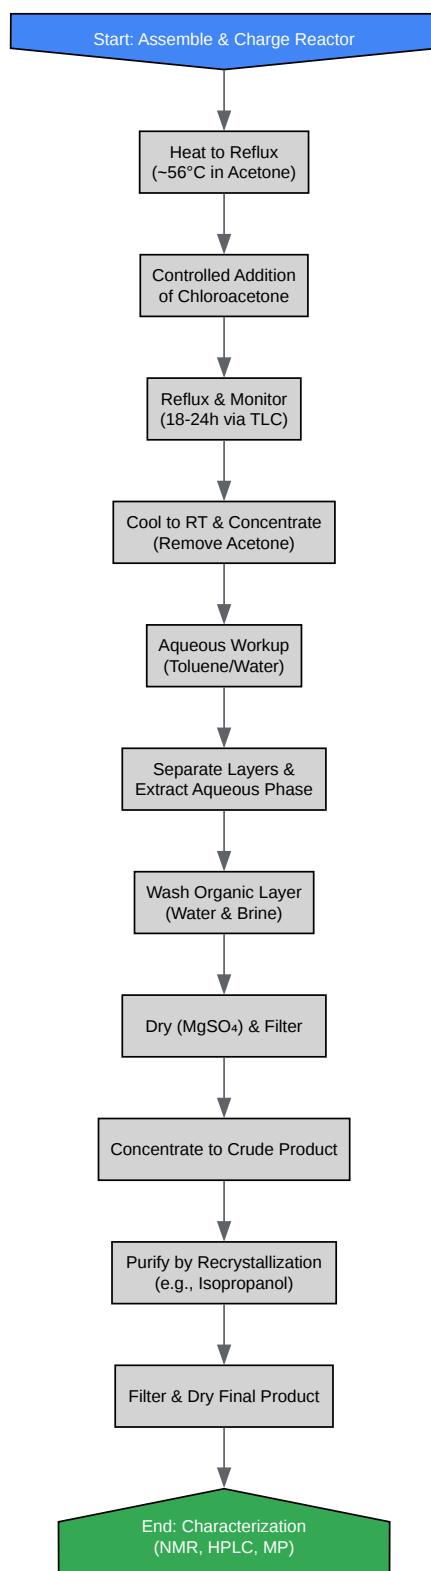 Start: Assemble & Charge Reactor
Heat to Reflux
(~56°C in Acetone)
Controlled Addition
of Chloroacetone
Reflux & Monitor
(18-24h via TLC)
Cool to RT & Concentrate
(Remove Acetone)
Aqueous Workup
(Toluene/Water)
Separate Layers &
Extract Aqueous Phase
Wash Organic Layer
(Water & Brine)
Dry (MgSO₄) & Filter
Concentrate to Crude Product
Purify by Recrystallization
(e.g., Isopropanol)
Filter & Dry Final Product
End: Characterization
(NMR, HPLC, MP)